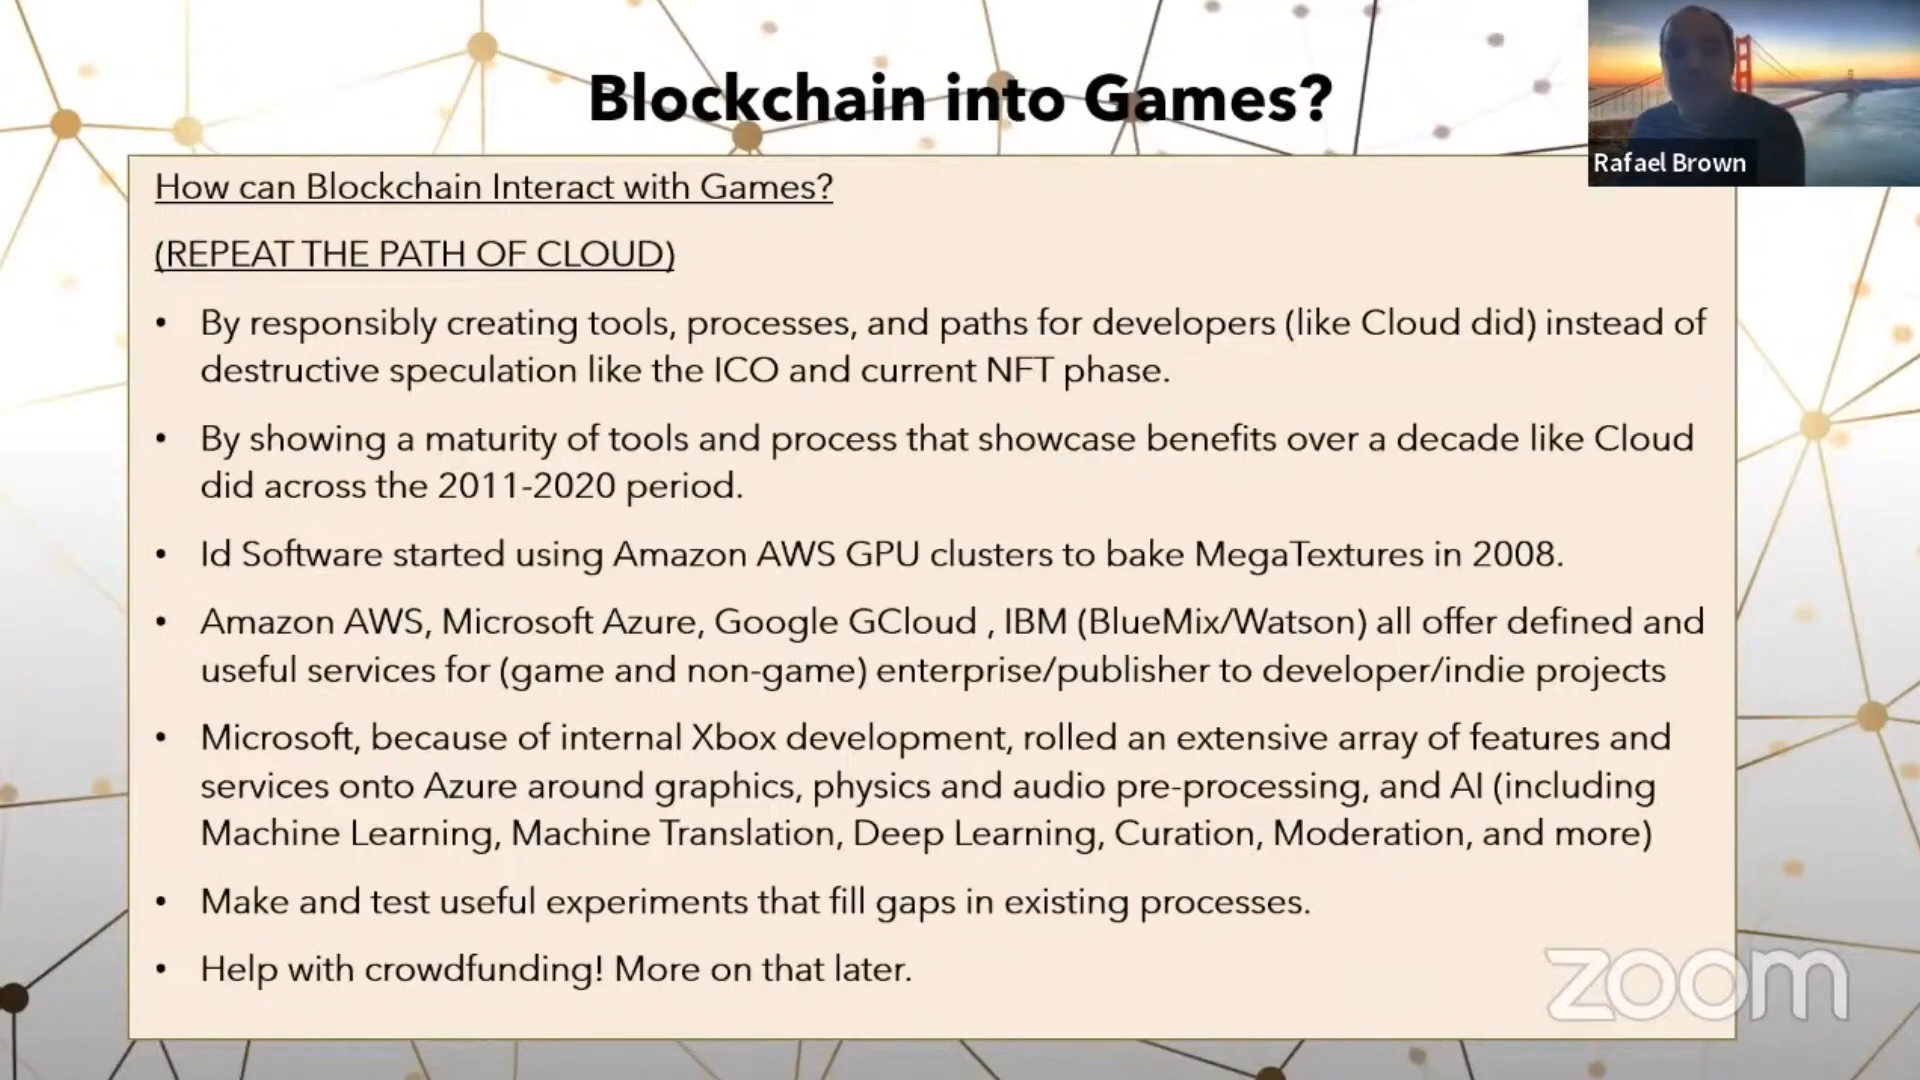 Blockchain into Games?
Rafael Brown
How can Blockchain Interact with Games?
(REPEAT THE PATH OF CLOUD)
• By responsibly creating tools, processes, and paths for developers (like Cloud did) instead of
destructive speculation like the ICO and current NFT phase.
• By showing a maturity of tools and process that showcase benefits over a decade like Cloud
did across the 2011-2020 period.
• Id Software started using Amazon AWS GPU clusters to bake MegaTextures in 2008.
• Amazon AWS, Microsoft Azure, Google GCloud , IBM (BlueMix/Watson) all offer defined and
useful services for (game and non-game) enterprise/publisher to developer/indie projects
• Microsoft, because of internal Xbox development, rolled an extensive array of features and
services onto Azure around graphics, physics and audio pre-processing, and AI (including
Machine Learning, Machine Translation, Deep Learning, Curation, Moderation, and more)
• Make and test useful experiments that fill gaps in existing processes.
• Help with crowdfunding! More on that later.
zoom